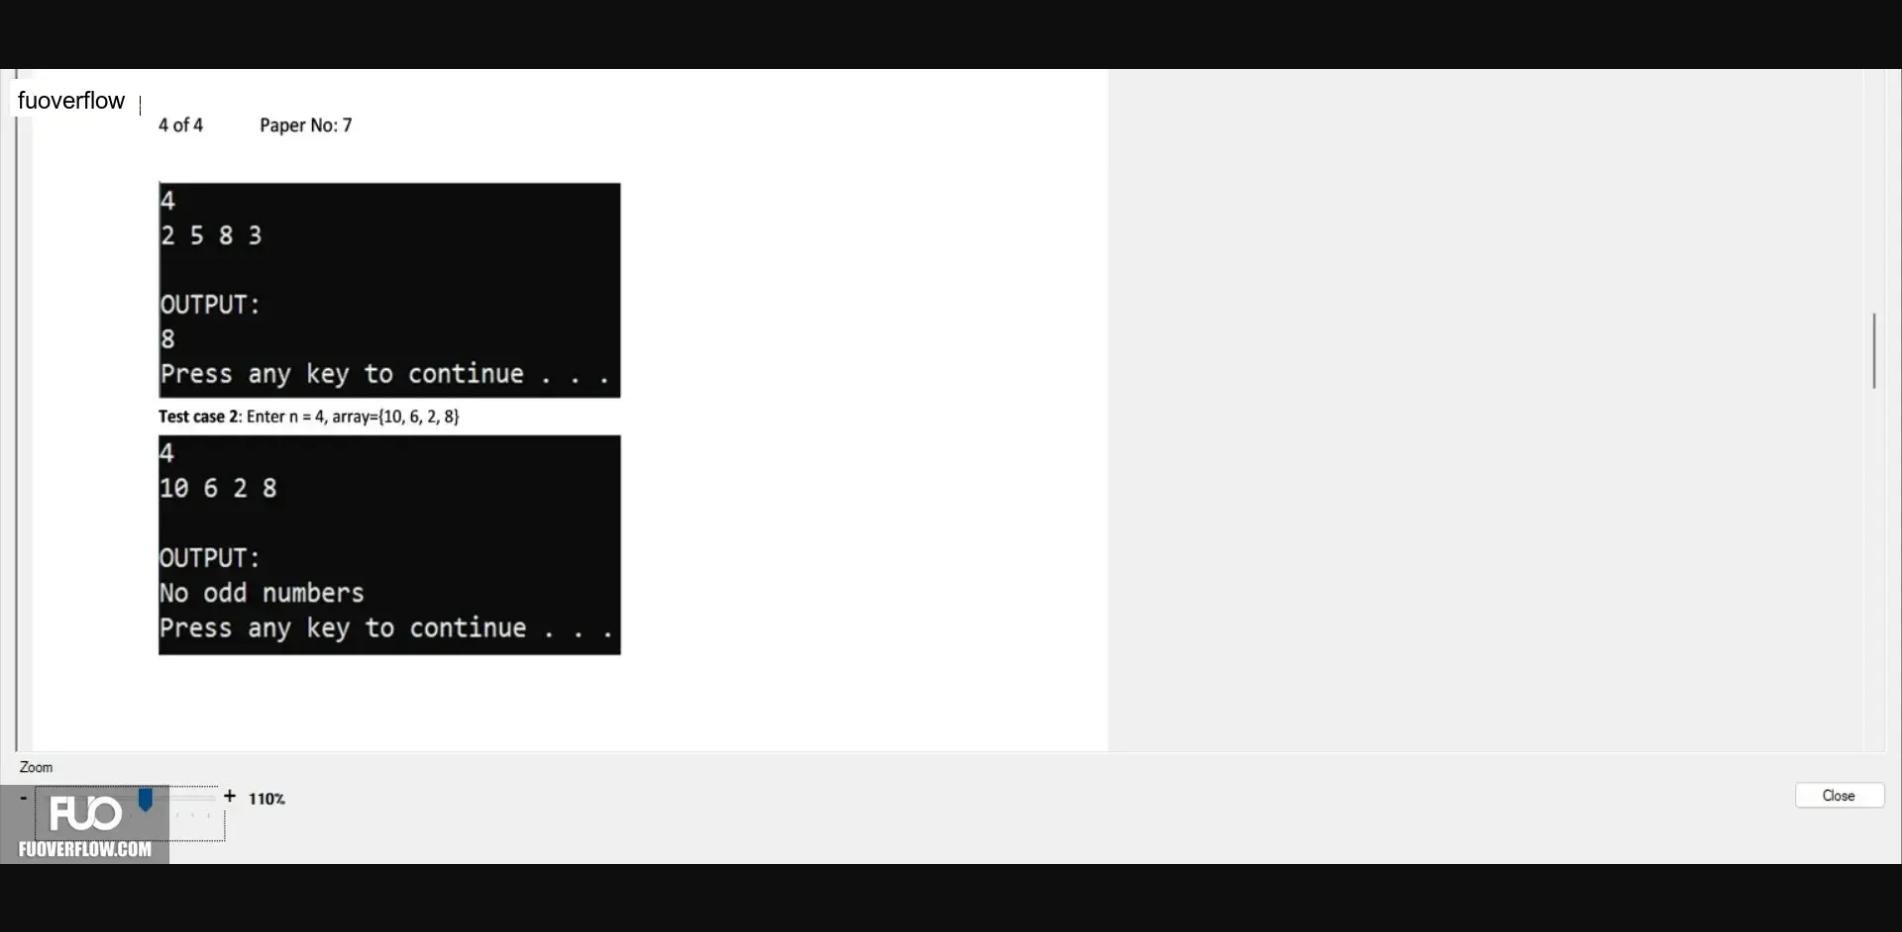 fuoverflow
4 of 4 Paper No: 7
4
2 5 8 3
OUTPUT:
8
Press any key to continue . . .
Test case 2: Enter n = 4, array={10, 6, 2, 8}
4
10 6 2 8
OUTPUT:
No odd numbers
Press any key to continue . . .
Zoom
- + 110%
Close
FUO
FUOVERFLOW.COM